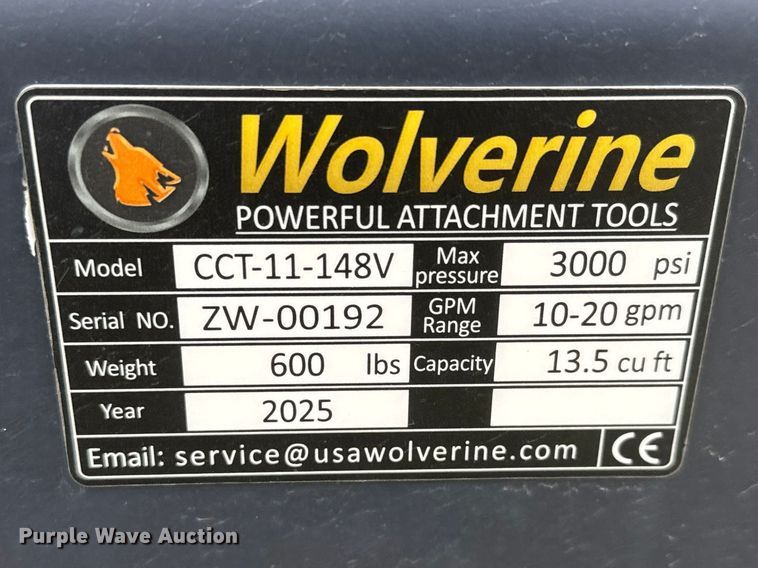 Wolverine
POWERFUL ATTACHMENT TOOLS
Model CCT-11-148V Max pressure 3000 psi
Serial NO. ZW-00192 GPM Range 10-20 gpm
Weight 600 lbs Capacity 13.5 cu ft
Year 2025
Email: service@usawolverine.com CE
Purple Wave Auction